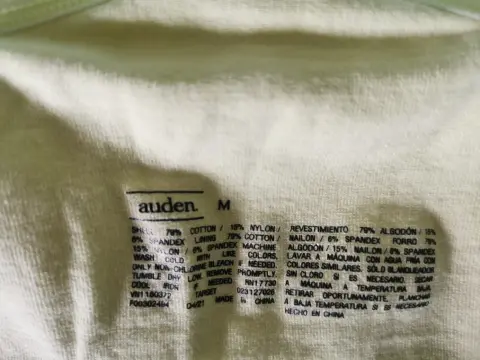 auden. M
SHELL 79% COTTON / 15% NYLON /
6% SPANDEX LINING 79% COTTON /
15% NYLON / 6% SPANDEX MACHINE
WASH COLD WITH LIKE COLORS.
ONLY NON-CHLORINE BLEACH IF NEEDED.
TUMBLE DRY LOW REMOVE PROMPTLY.
COOL IRON IF NEEDED. RN17730
TARGET 023127026
MADE IN CHINA
REVESTIMIENTO 79% ALGODÓN / 15%
NAILON / 6% SPANDEX FORRO 79%
ALGODÓN / 15% NAILON / 6% SPANDEX
LAVAR A MÁQUINA CON AGUA FRÍA CON
COLORES SIMILARES. SÓLO BLANQUEADOR
SIN CLORO SI ES NECESARIO. SECAR
A MÁQUINA A TEMPERATURA BAJA
RETIRAR OPORTUNAMENTE. PLANCHAR
A BAJA TEMPERATURA SI ES NECESARIO
HECHO EN CHINA